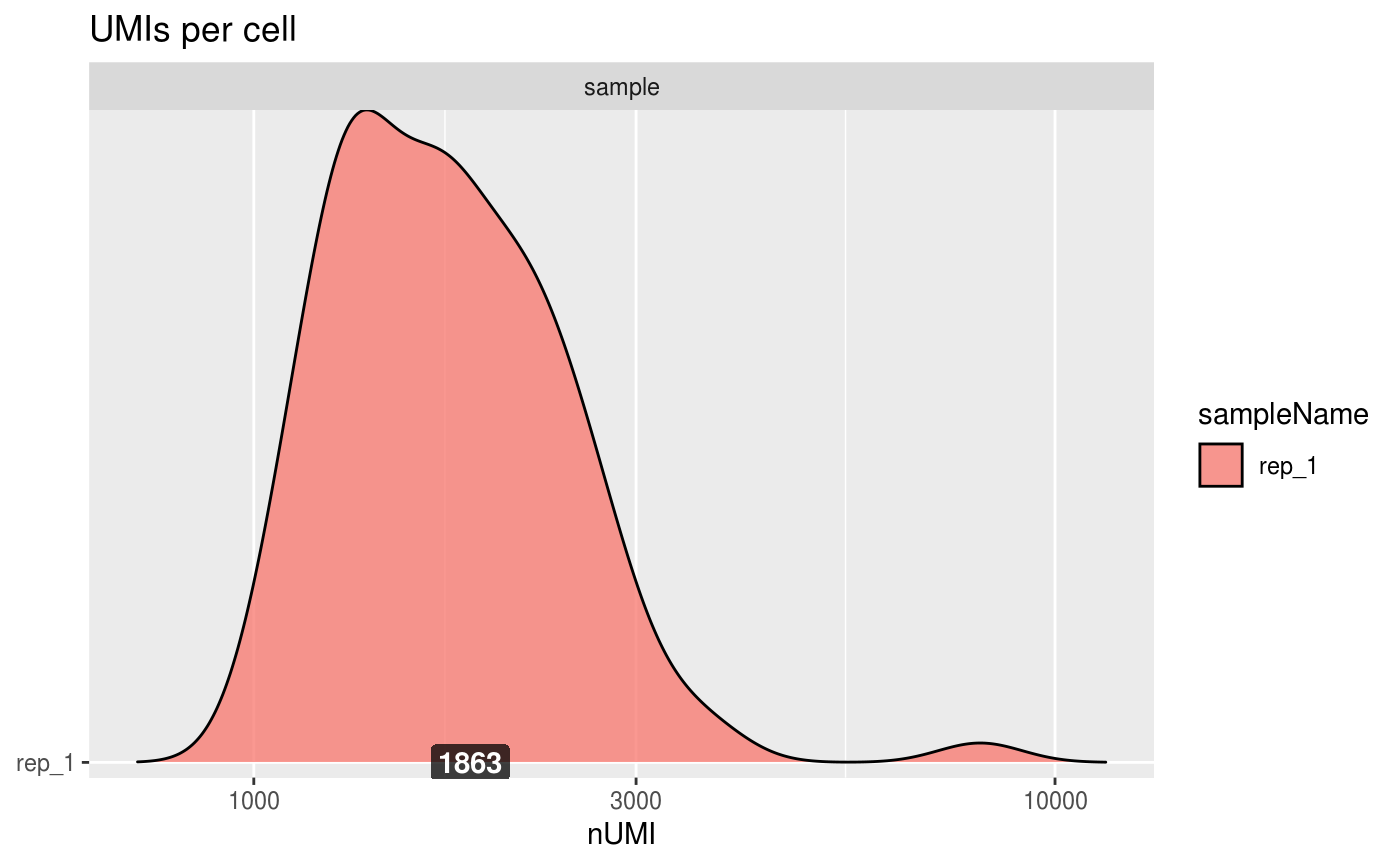 UMIs per cell
sample
sampleName
rep_1
rep_1
1863
1000 3000 10000
nUMI